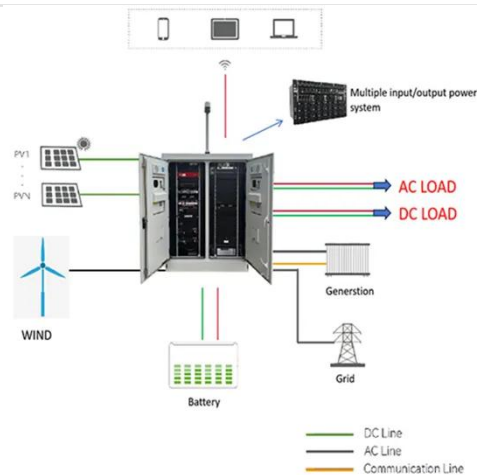 Multiple input/output power
system
PV1
PVN
AC LOAD
DC LOAD
Generstion
WIND
Grid
Battery
DC Line
AC Line
Communication Line